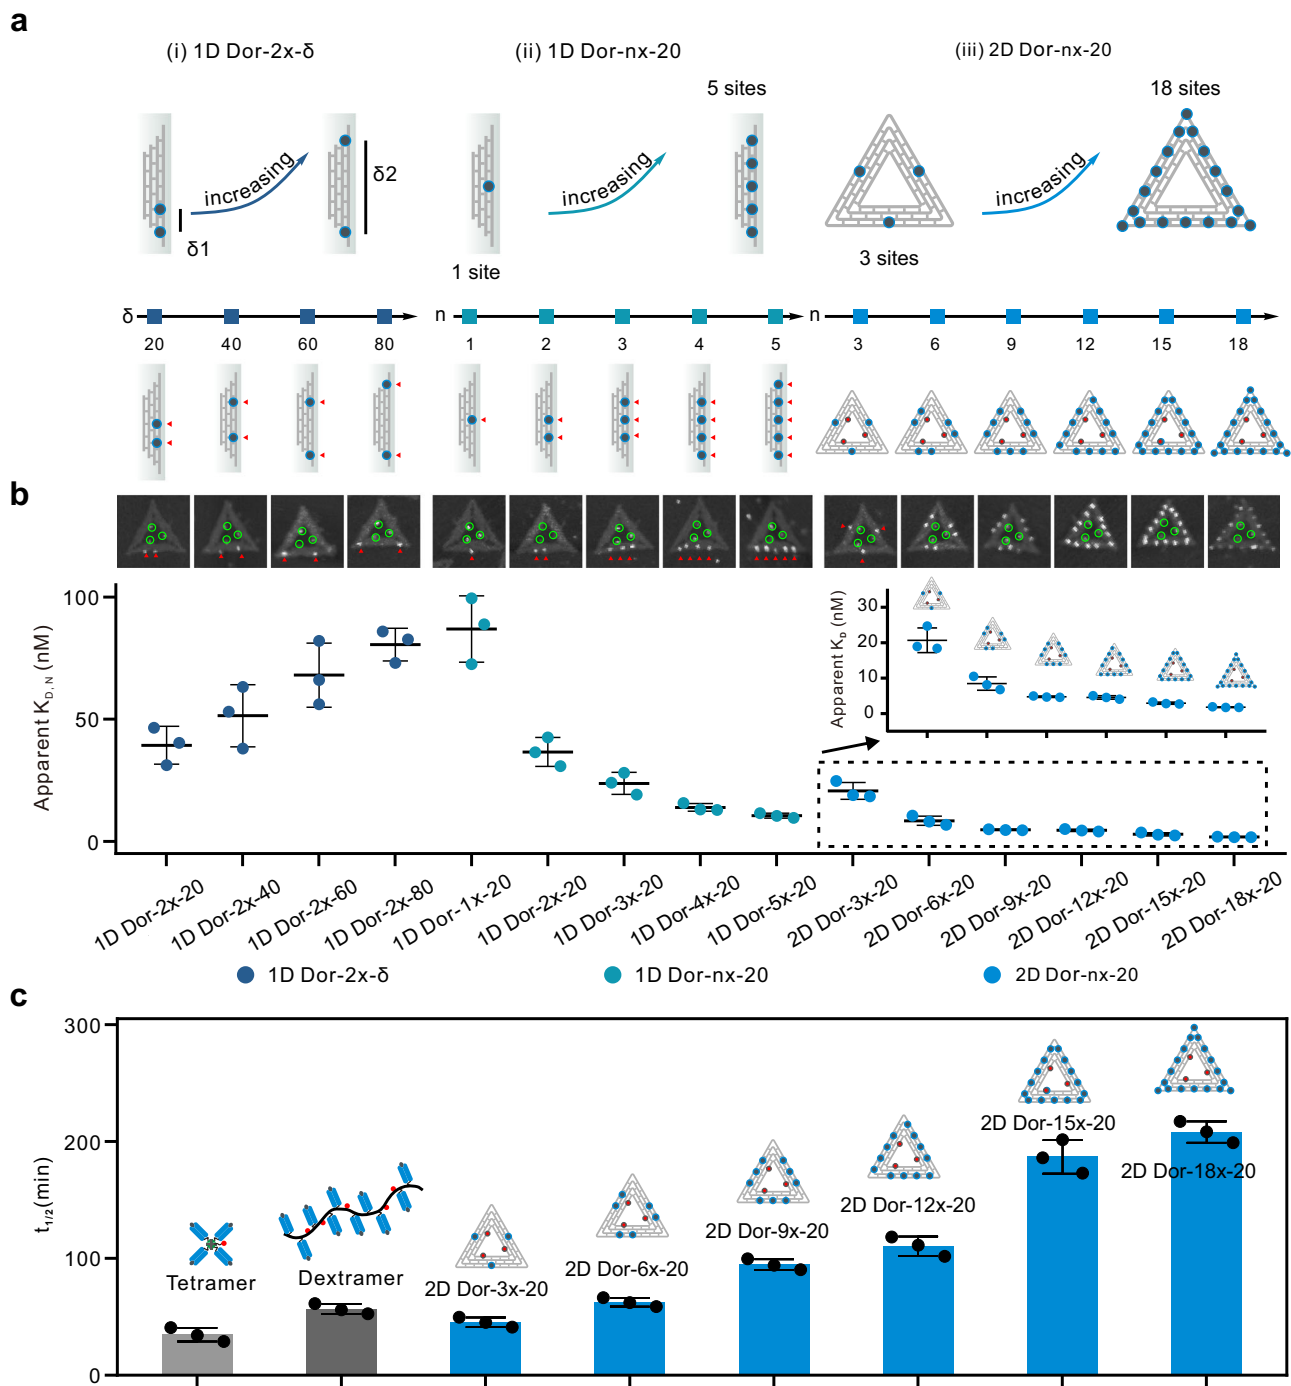 a
(i) 1D Dor-2x-δ
(ii) 1D Dor-nx-20
(iii) 2D Dor-nx-20
increasing
δ1
δ2
5 sites
increasing
1 site
18 sites
increasing
3 sites
δ
20 40 60 80
n
1 2 3 4 5
n
3 6 9 12 15 18
b
Apparent K_D, N (nM)
100
50
0
Apparent K_D (nM)
30
20
10
0
1D Dor-2x-20
1D Dor-2x-40
1D Dor-2x-60
1D Dor-2x-80
1D Dor-1x-20
1D Dor-2x-20
1D Dor-3x-20
1D Dor-4x-20
1D Dor-5x-20
2D Dor-3x-20
2D Dor-6x-20
2D Dor-9x-20
2D Dor-12x-20
2D Dor-15x-20
2D Dor-18x-20
1D Dor-2x-δ
1D Dor-nx-20
2D Dor-nx-20
c
t_1/2(min)
300
200
100
0
Tetramer
Dextramer
2D Dor-3x-20
2D Dor-6x-20
2D Dor-9x-20
2D Dor-12x-20
2D Dor-15x-20
2D Dor-18x-20